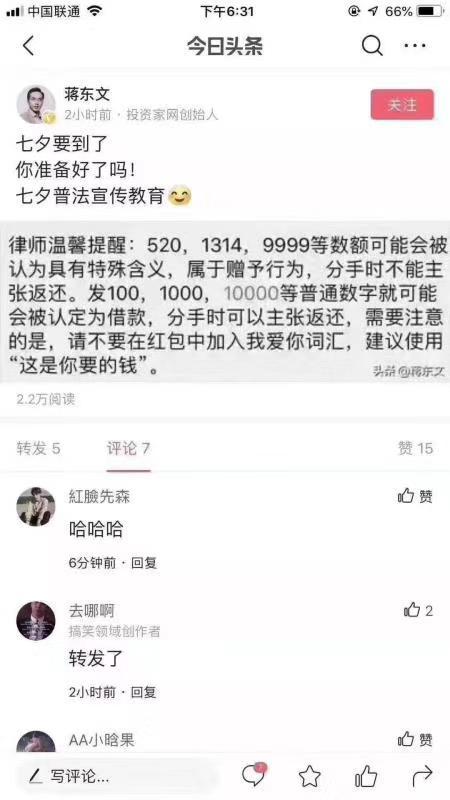 中国联通
下午6:31
66%
今日头条
蒋东文
2小时前 · 投资家网创始人
关注
七夕要到了
你准备好了吗！
七夕普法宣传教育😊
律师温馨提醒：520，1314，9999等数额可能会被
认为具有特殊含义，属于赠予行为，分手时不能主
张返还。发100，1000，10000等普通数字就可能
会被认定为借款，分手时可以主张返还，需要注意
的是，请不要在红包中加入我爱你词汇，建议使用
“这是你要的钱”。
头条@蒋东文
2.2万阅读
转发 5
评论 7
赞 15
紅臉先森
赞
哈哈哈
6分钟前 · 回复
去哪啊
2
搞笑领域创作者
转发了
2小时前 · 回复
AA小晗果
赞
写评论...
7